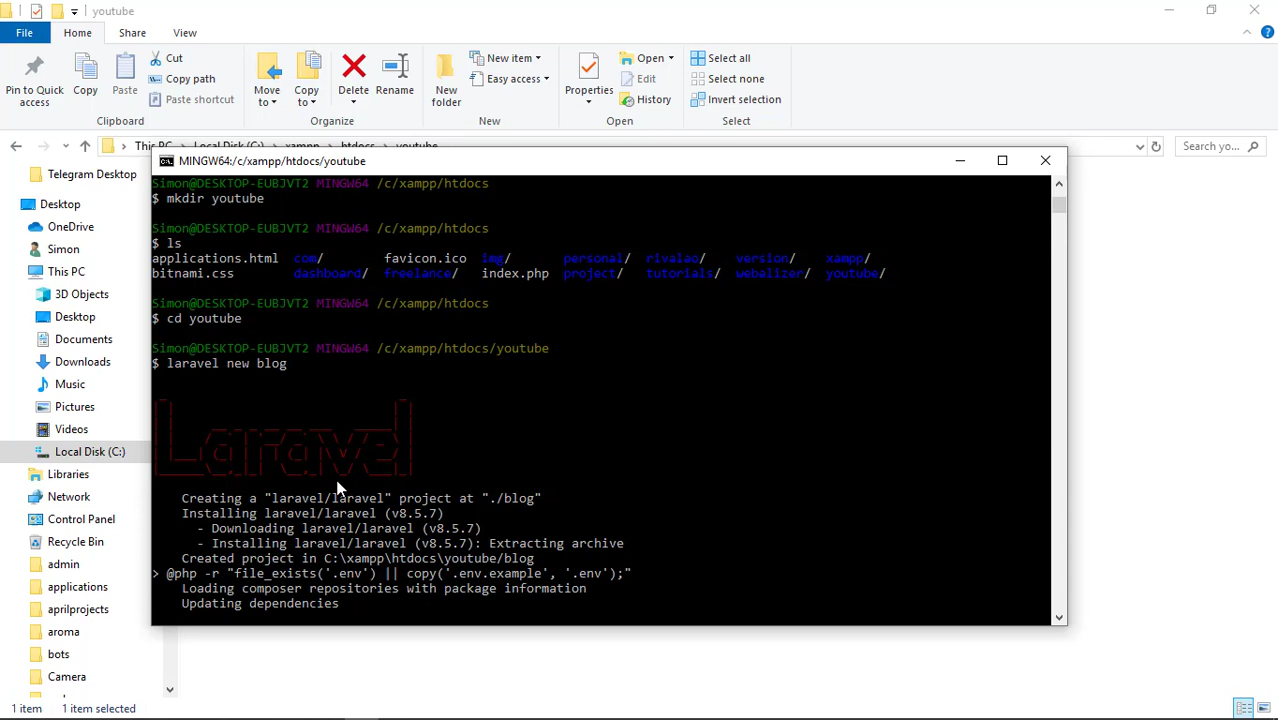 youtube
File Home Share View
Pin to Quick access
Copy
Paste
Cut
Copy path
Paste shortcut
Clipboard
Move to
Copy to
Delete
Rename
Organize
New folder
New item
Easy access
New
Properties
Open
Edit
History
Open
Select all
Select none
Invert selection
Select
This PC Local Disk (C:) xampp htdocs youtube
Search yo...
Telegram Desktop
Desktop
OneDrive
Simon
This PC
3D Objects
Desktop
Documents
Downloads
Music
Pictures
Videos
Local Disk (C:)
Libraries
Network
Control Panel
Recycle Bin
admin
applications
aprilprojects
aroma
bots
Camera
MINGW64:/c/xampp/htdocs/youtube
Simon@DESKTOP-EUBJVT2 MINGW64 /c/xampp/htdocs
$ mkdir youtube
Simon@DESKTOP-EUBJVT2 MINGW64 /c/xampp/htdocs
$ ls
applications.html com/ favicon.ico img/ personal/ rivalao/ version/ xampp/
bitnami.css dashboard/ freelance/ index.php project/ tutorials/ webalizer/ youtube/
Simon@DESKTOP-EUBJVT2 MINGW64 /c/xampp/htdocs
$ cd youtube
Simon@DESKTOP-EUBJVT2 MINGW64 /c/xampp/htdocs/youtube
$ laravel new blog
Laravel
Creating a "laravel/laravel" project at "./blog"
Installing laravel/laravel (v8.5.7)
- Downloading laravel/laravel (v8.5.7)
- Installing laravel/laravel (v8.5.7): Extracting archive
Created project in C:\xampp\htdocs\youtube/blog
> @php -r "file_exists('.env') || copy('.env.example', '.env');"
Loading composer repositories with package information
Updating dependencies
1 item 1 item selected